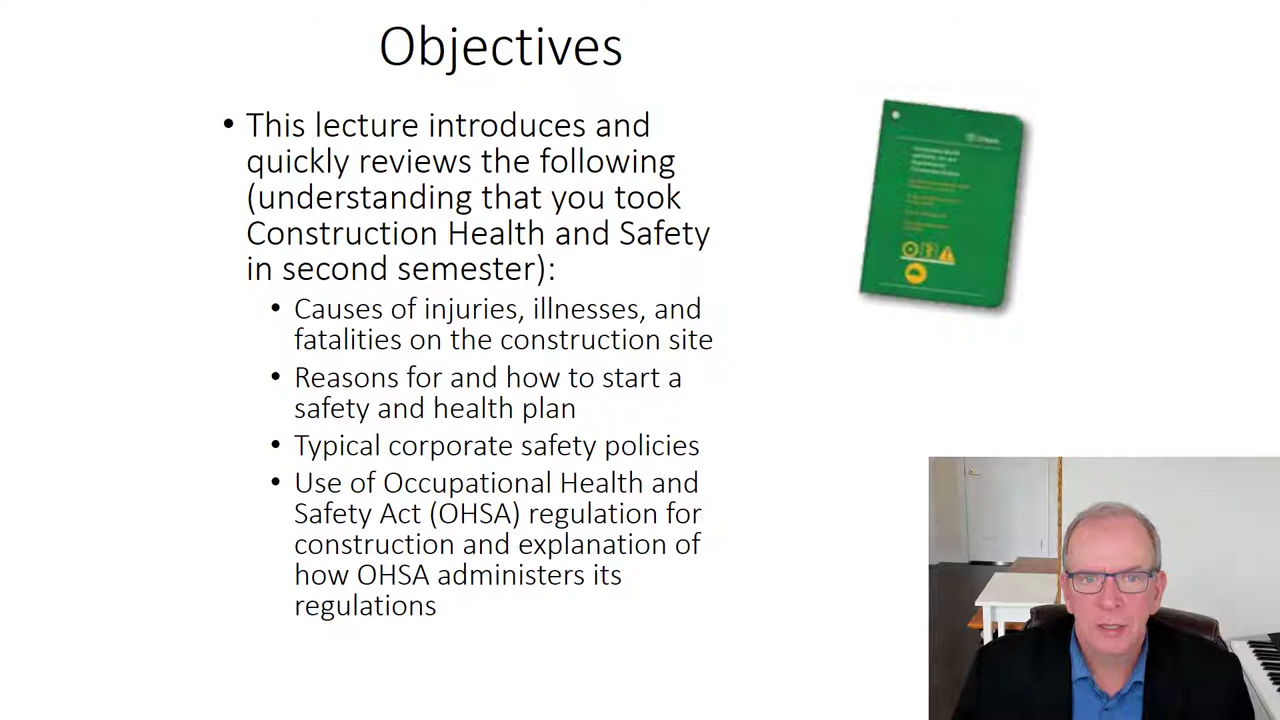 Objectives
• This lecture introduces and
quickly reviews the following
(understanding that you took
Construction Health and Safety
in second semester):
• Causes of injuries, illnesses, and
fatalities on the construction site
• Reasons for and how to start a
safety and health plan
• Typical corporate safety policies
• Use of Occupational Health and
Safety Act (OHSA) regulation for
construction and explanation of
how OHSA administers its
regulations